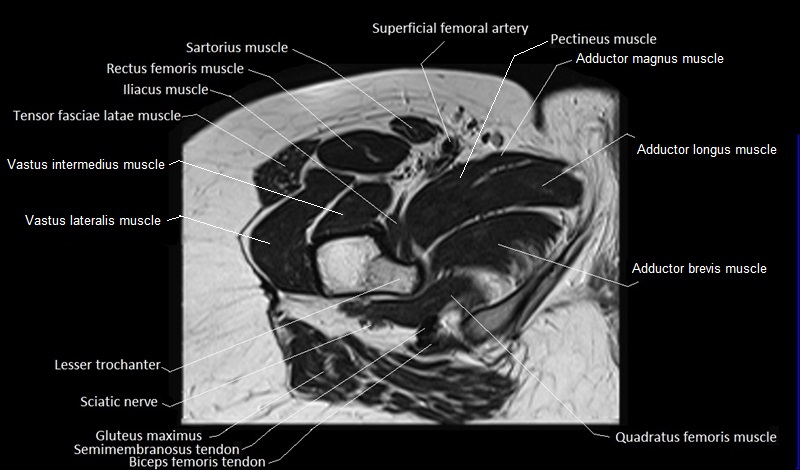 Superficial femoral artery
Pectineus muscle
Sartorius muscle
Adductor magnus muscle
Rectus femoris muscle
Iliacus muscle
Tensor fasciae latae muscle
Adductor longus muscle
Vastus intermedius muscle
Vastus lateralis muscle
Adductor brevis muscle
Lesser trochanter
Sciatic nerve
Gluteus maximus
Quadratus femoris muscle
Semimembranosus tendon
Biceps femoris tendon